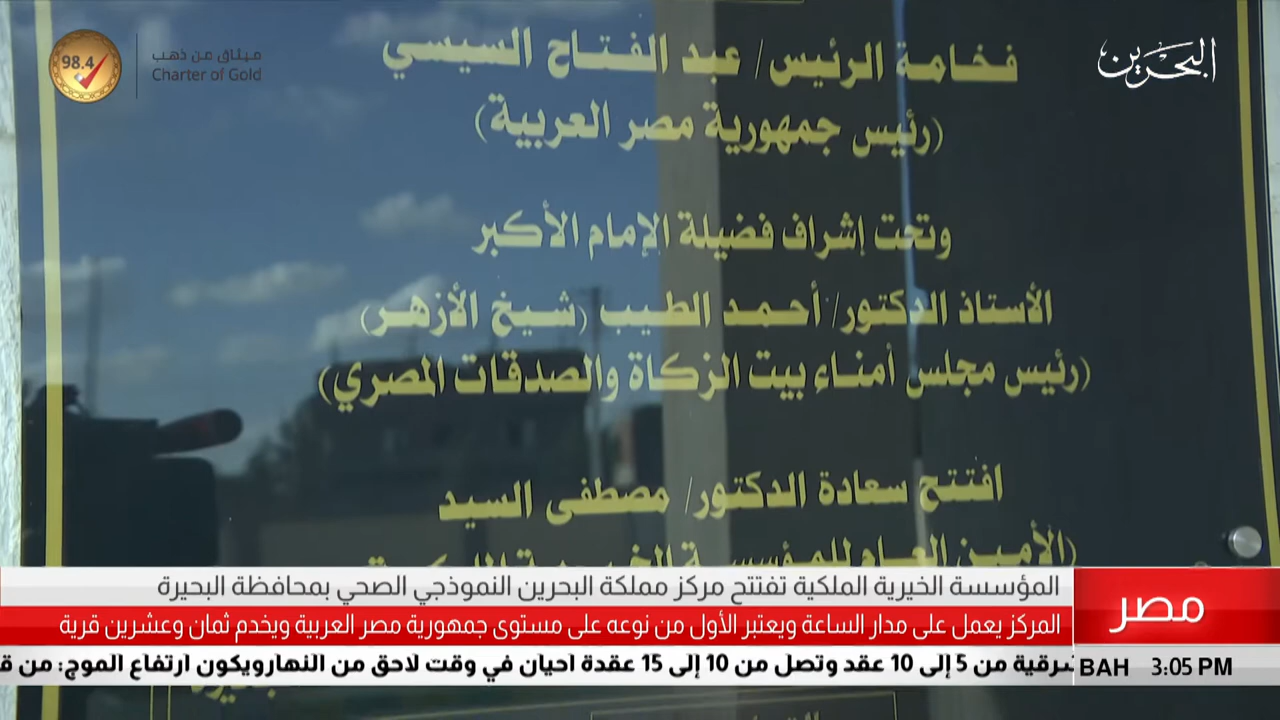 98.4
ميثاق من ذهب
Charter of Gold
البحرين
فخامة الرئيس/ عبد الفتاح السيسي
(رئيس جمهورية مصر العربية)
وتحت إشراف فضيلة الإمام الأكبر
الأستاذ الدكتور/ أحمد الطيب (شيخ الأزهر)
(رئيس مجلس أمناء بيت الزكاة والصدقات المصري)
افتتح سعادة الدكتور/ مصطفى السيد
(الأمين العام للمؤسسة الخيرية الملكية
مصر
المؤسسة الخيرية الملكية تفتتح مركز مملكة البحرين النموذجي الصحي بمحافظة البحيرة
المركز يعمل على مدار الساعة ويعتبر الأول من نوعه على مستوى جمهورية مصر العربية ويخدم ثمان وعشرين قرية
BAH 3:05 PM
شرقية من 5 إلى 10 عقد وتصل من 10 إلى 15 عقدة احيان في وقت لاحق من النهارويكون ارتفاع الموج: من